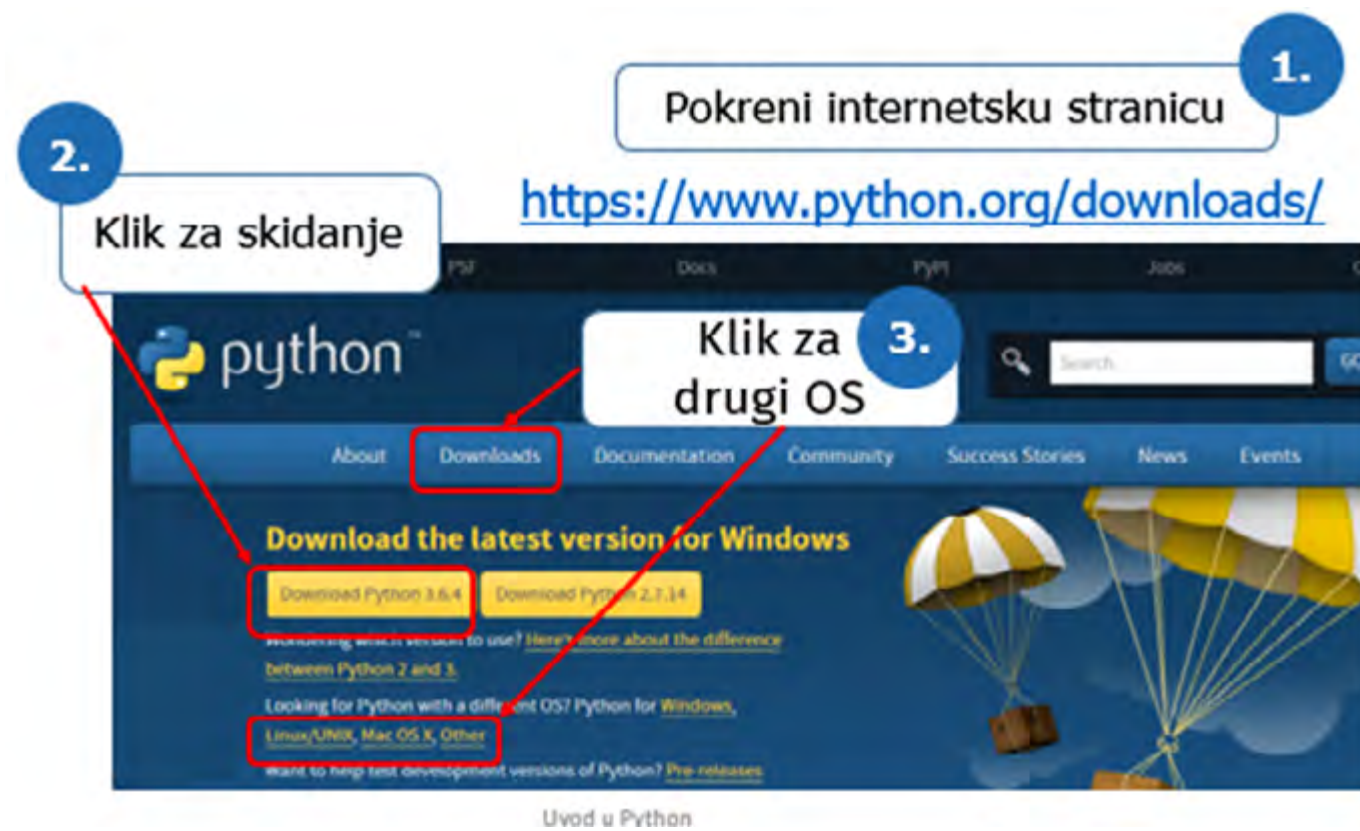 1.
Pokreni internetsku stranicu
2.
Klik za skidanje
https://www.python.org/downloads/
PSF Docs PyPI Jobs
python
Klik za
drugi OS
3.
Search
GO
About Downloads Documentation Community Success Stories News Events
Download the latest version for Windows
Download Python 3.6.4 Download Python 2.7.14
Wondering which version to use? Here's more about the difference
between Python 2 and 3.
Looking for Python with a different OS? Python for Windows,
Linux/UNIX, Mac OS X, Other
Want to help test development versions of Python? Pre-releases
Uvod u Python